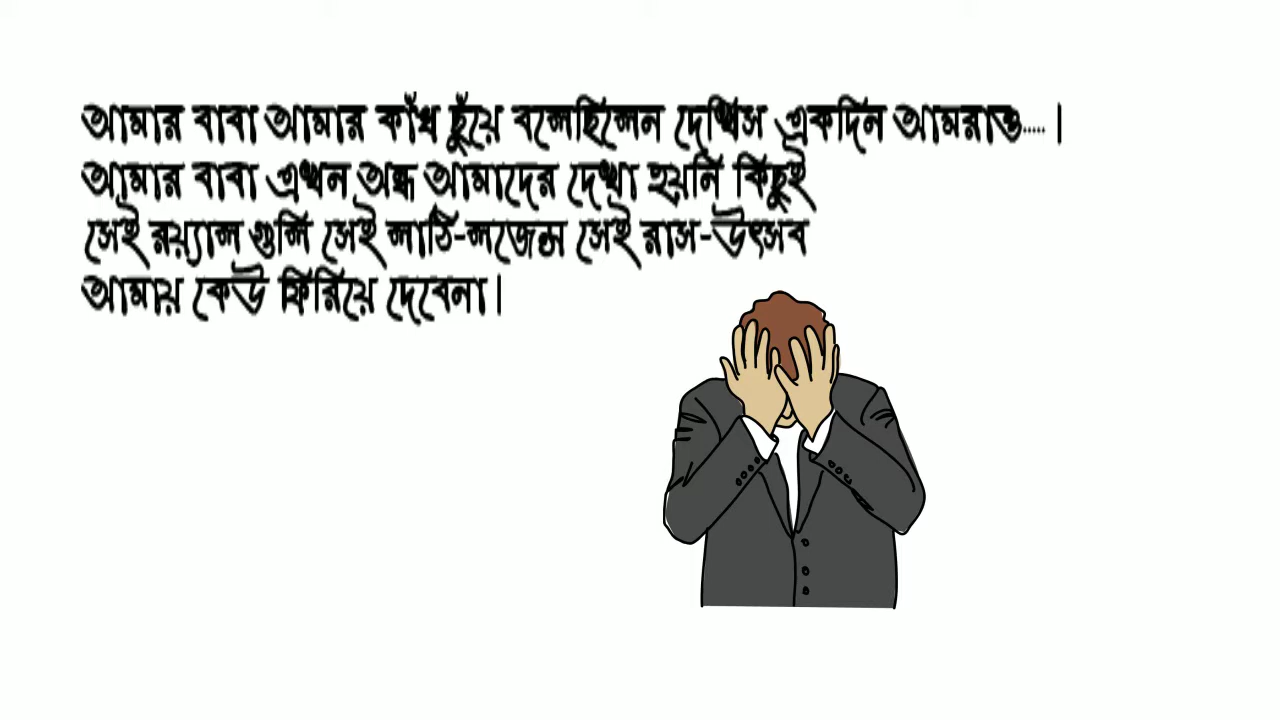 আমার বাবা আমার কাঁধ ছুঁয়ে বলেছিলেন দেখিস একদিন আমরাও.....।
আমার বাবা এখন অন্ধ আমাদের দেখা হয়নি কিছুই
সেই রয়্যাল গুলি সেই লাঠি-লজেন্স সেই রাস-উৎসব
আমায় কেউ ফিরিয়ে দেবেনা।